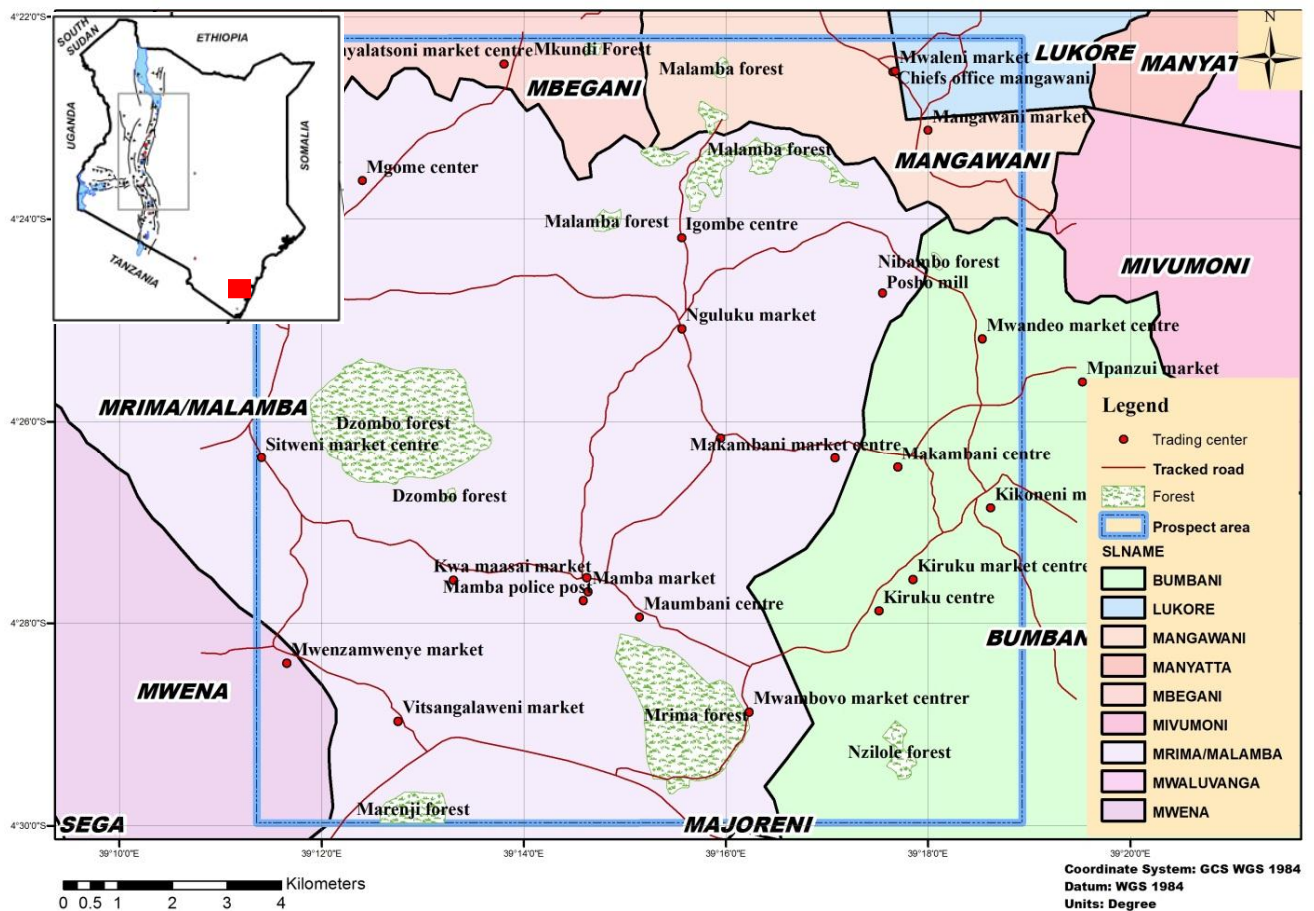 4°22'0"S
SOUTH
SUDAN
ETHIOPIA
UGANDA
SOMALIA
TANZANIA
nyalatsoni market centre
Mkundi Forest
MBEGANI
Malamba forest
Mwaleni market
Chiefs office mangawani
LUKORE
MANYAT
N
Mangawani market
MANGAWANI
Malamba forest
Mgome center
4°24'0"S
Malamba forest
Igombe centre
MIVUMONI
Nibambo forest
Posho mill
Nguluku market
Mwandeo market centre
Mpanzui market
MRIMA/MALAMBA
4°26'0"S
Dzombo forest
Sitweni market centre
Makambani market centre
Makambani centre
Dzombo forest
Kikoneni m
Kwa maasai market
Mamba market
Mamba police post
Maumbani centre
Kiruku market centre
Kiruku centre
4°28'0"S
BUMBAN
Mwenzamwenye market
MWENA
Vitsangalaweni market
Mwambovo market centrer
Mrima forest
Nzilole forest
Marenji forest
4°30'0"S
SEGA
MAJORENI
39°10'0"E
39°12'0"E
39°14'0"E
39°16'0"E
39°18'0"E
39°20'0"E
Legend
Trading center
Tracked road
Forest
Prospect area
SLNAME
BUMBANI
LUKORE
MANGAWANI
MANYATTA
MBEGANI
MIVUMONI
MRIMA/MALAMBA
MWALUVANGA
MWENA
Kilometers
0 0.5 1 2 3 4
Coordinate System: GCS WGS 1984
Datum: WGS 1984
Units: Degree